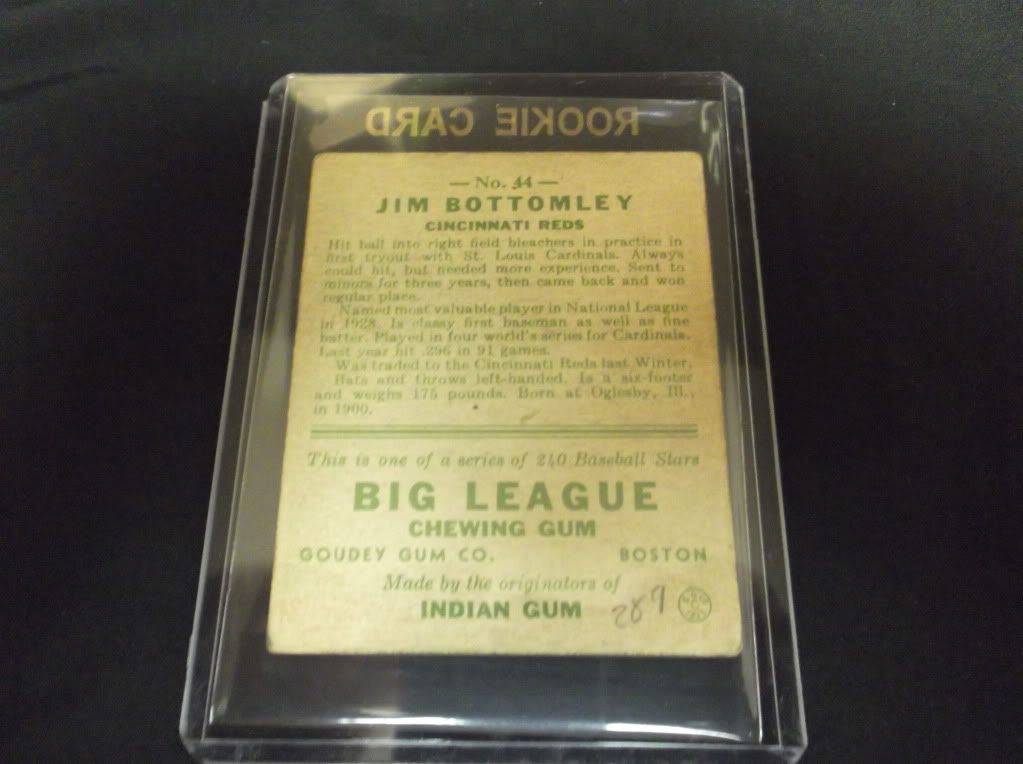 ROOKIE CARD
— No. 44 —
JIM BOTTOMLEY
CINCINNATI REDS
Hit ball into right field bleachers in practice in
first tryout with St. Louis Cardinals. Always
could hit, but needed more experience. Sent to
minors for three years, then came back and won
regular place.
Named most valuable player in National League
in 1928. Is classy first baseman as well as fine
batter. Played in four world's series for Cardinals.
Last year hit .296 in 91 games.
Was traded to the Cincinnati Reds last Winter.
Bats and throws left-handed. Is a six-footer
and weighs 175 pounds. Born at Oglesby, Ill.,
in 1900.
This is one of a series of 240 Baseball Stars
BIG LEAGUE
CHEWING GUM
GOUDEY GUM CO. BOSTON
Made by the originators of
INDIAN GUM 289